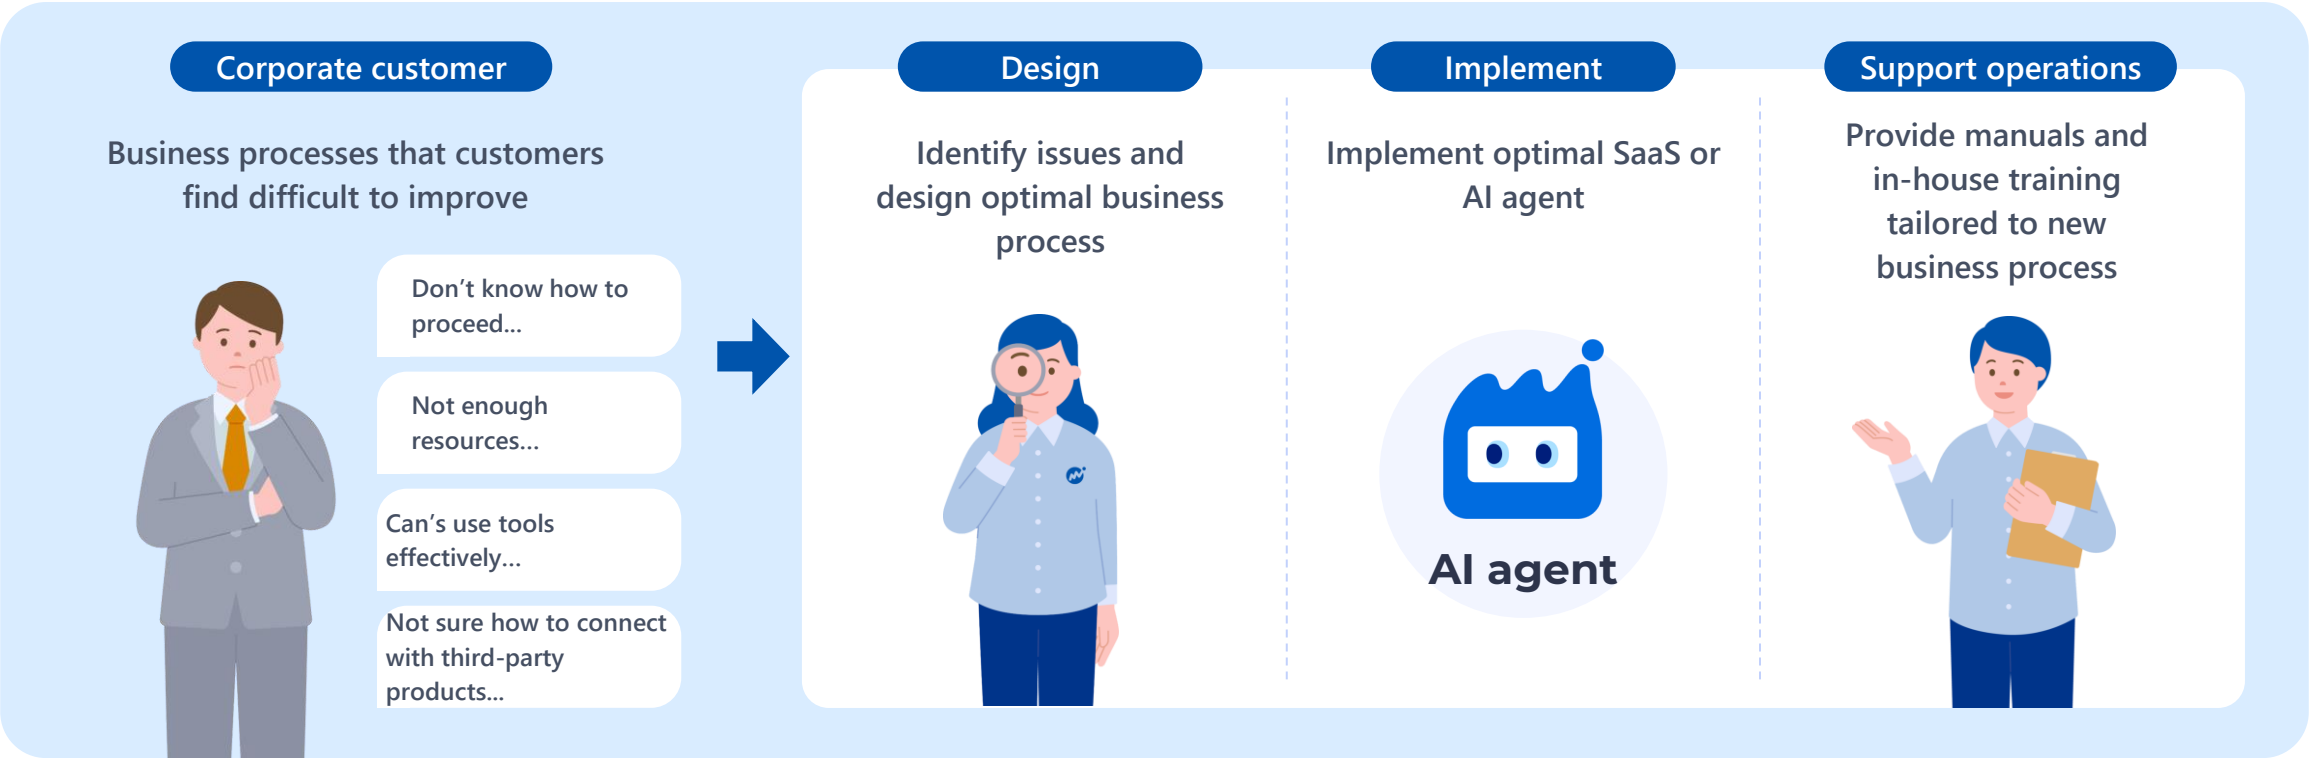 Corporate customer
Business processes that customers
find difficult to improve
Don't know how to
proceed...
Not enough
resources...
Can's use tools
effectively...
Not sure how to connect
with third-party
products...
Design
Identify issues and
design optimal business
process
Implement
Implement optimal SaaS or
AI agent
AI agent
Support operations
Provide manuals and
in-house training
tailored to new
business process